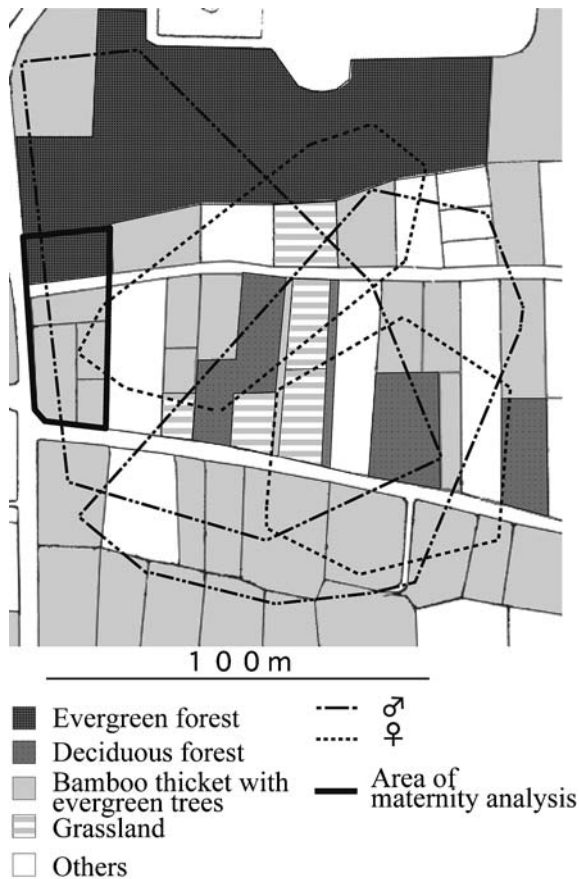 100m
Evergreen forest
Deciduous forest
Bamboo thicket with
evergreen trees
Grassland
Others
♂
♀
Area of
maternity analysis